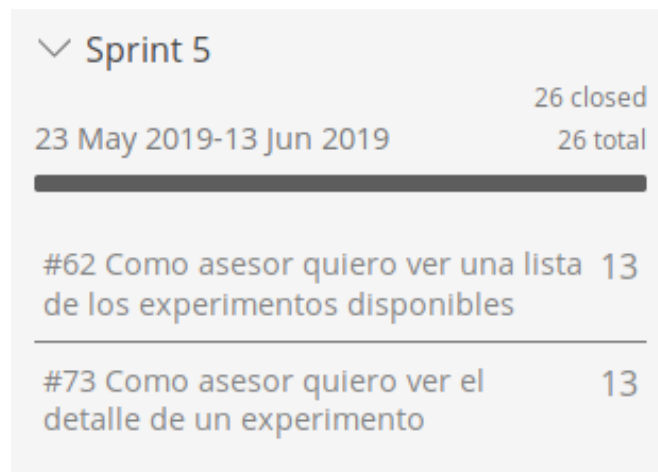 Sprint 5
26 closed
23 May 2019-13 Jun 2019 26 total
#62 Como asesor quiero ver una lista 13
de los experimentos disponibles
#73 Como asesor quiero ver el 13
detalle de un experimento